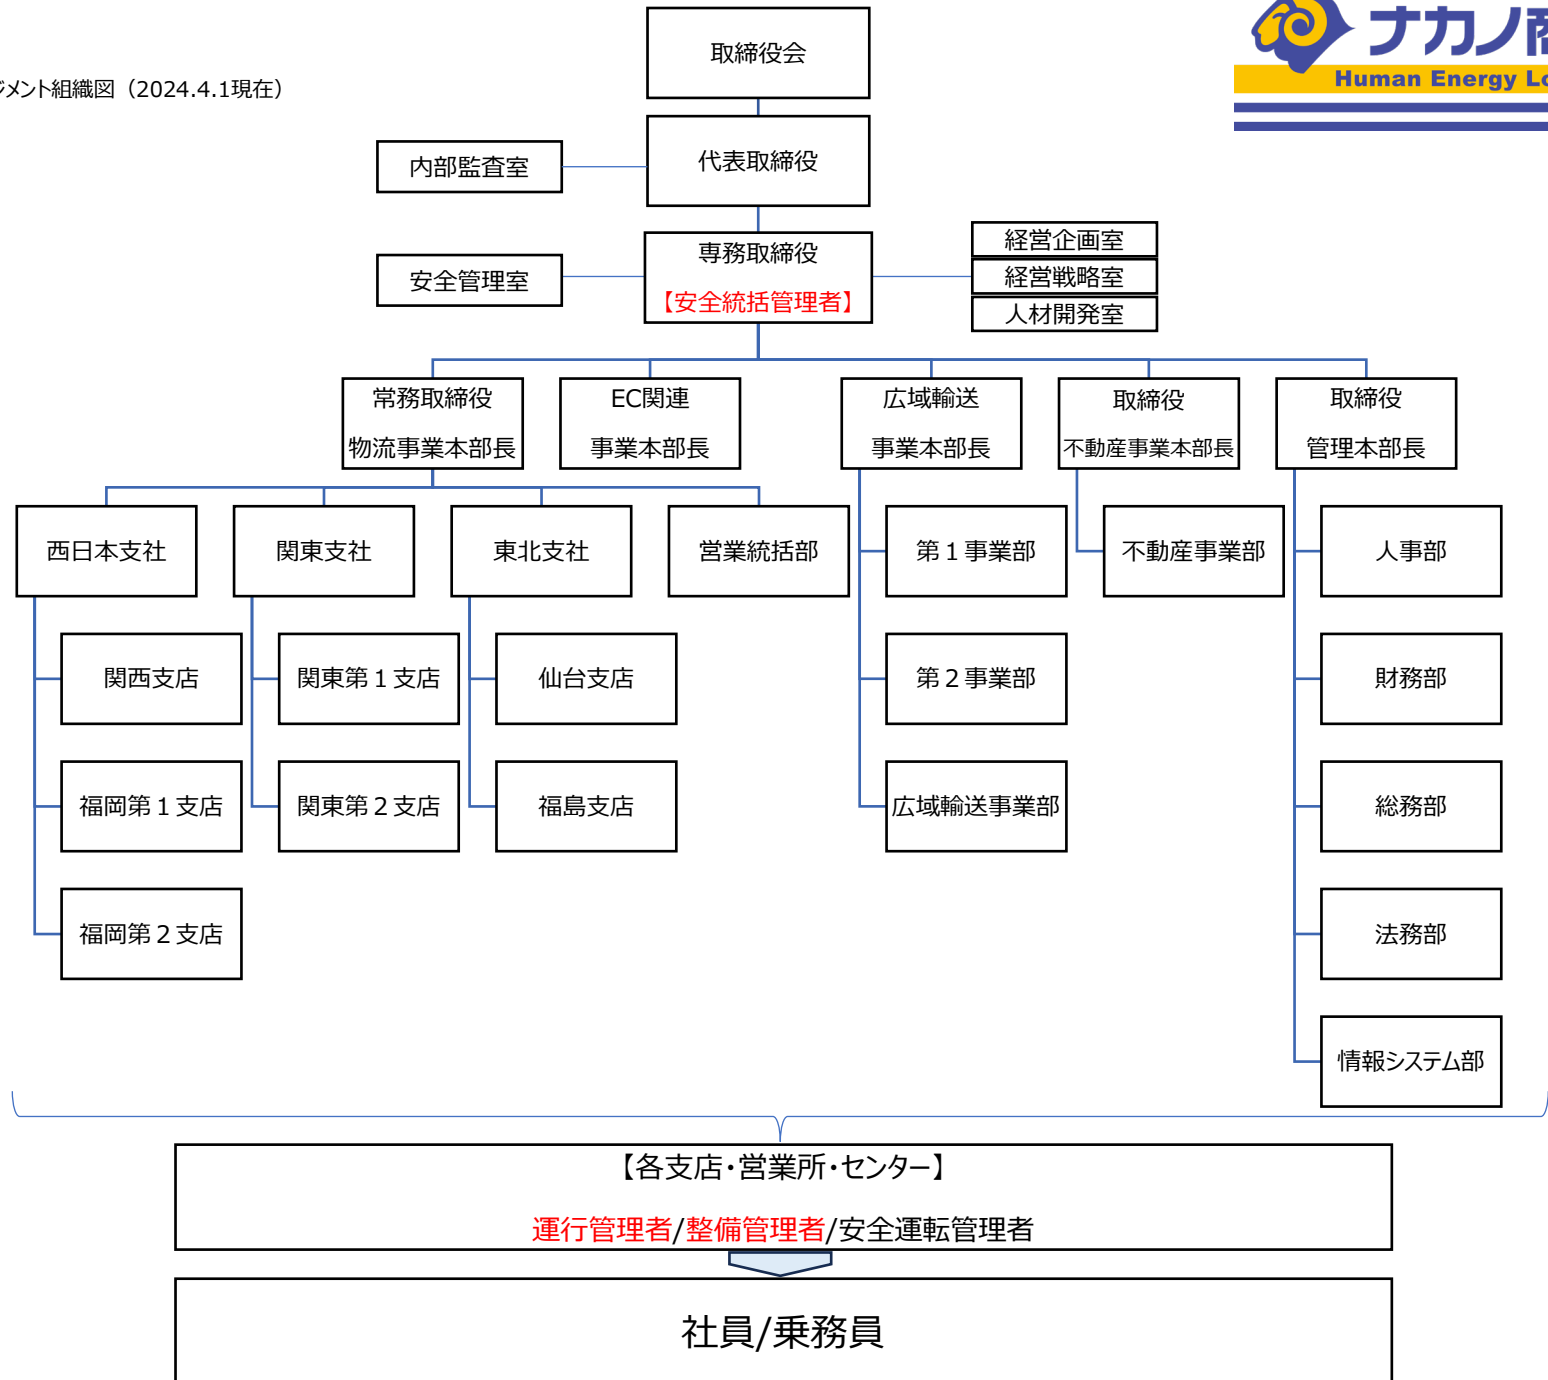 ナカノ商
Human Energy Lo
ジメント組織図（2024.4.1現在）
取締役会
代表取締役
内部監査室
専務取締役
【安全統括管理者】
安全管理室
経営企画室
経営戦略室
人材開発室
常務取締役
物流事業本部長
EC関連
事業本部長
広域輸送
事業本部長
取締役
不動産事業本部長
取締役
管理本部長
西日本支社
関東支社
東北支社
営業統括部
第１事業部
不動産事業部
人事部
関西支店
関東第１支店
仙台支店
第２事業部
財務部
福岡第１支店
関東第２支店
福島支店
広域輸送事業部
総務部
福岡第２支店
法務部
情報システム部
【各支店・営業所・センター】
運行管理者/整備管理者/安全運転管理者
社員/乗務員